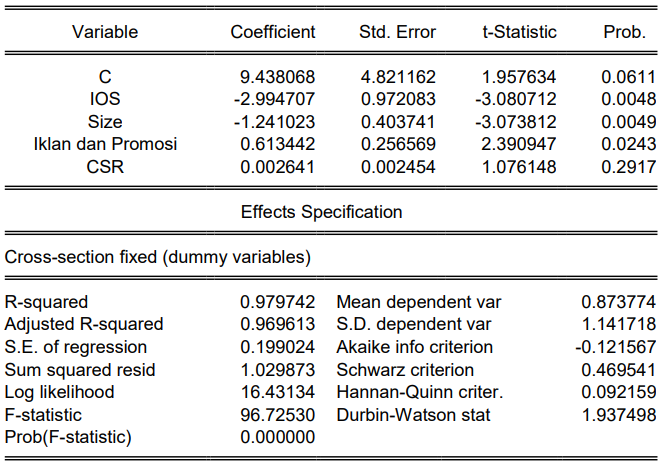 Variable Coefficient Std. Error t-Statistic Prob.
C 9.438068 4.821162 1.957634 0.0611
IOS -2.994707 0.972083 -3.080712 0.0048
Size -1.241023 0.403741 -3.073812 0.0049
Iklan dan Promosi 0.613442 0.256569 2.390947 0.0243
CSR 0.002641 0.002454 1.076148 0.2917
Effects Specification
Cross-section fixed (dummy variables)
R-squared 0.979742 Mean dependent var 0.873774
Adjusted R-squared 0.969613 S.D. dependent var 1.141718
S.E. of regression 0.199024 Akaike info criterion -0.121567
Sum squared resid 1.029873 Schwarz criterion 0.469541
Log likelihood 16.43134 Hannan-Quinn criter. 0.092159
F-statistic 96.72530 Durbin-Watson stat 1.937498
Prob(F-statistic) 0.000000